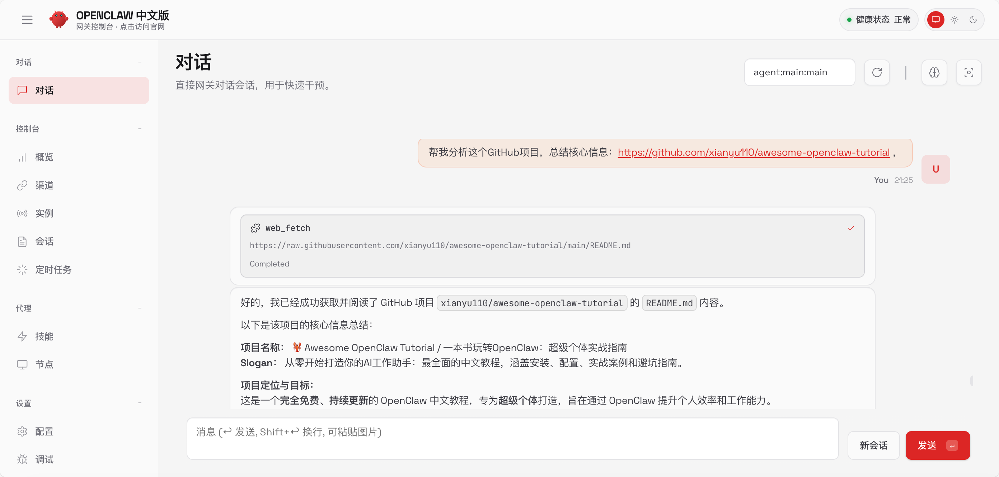 OPENCLAW 中文版
网关控制台 · 点击访问官网
健康状态 正常
对话
对话
控制台
概览
渠道
实例
会话
定时任务
代理
技能
节点
设置
配置
调试
对话
直接网关对话会话，用于快速干预。
agent:main:main
帮我分析这个GitHub项目，总结核心信息：https://github.com/xianyu110/awesome-openclaw-tutorial ，
U
You 21:25
web_fetch
https://raw.githubusercontent.com/xianyu110/awesome-openclaw-tutorial/main/README.md
Completed
好的，我已经成功获取并阅读了 GitHub 项目 xianyu110/awesome-openclaw-tutorial 的 README.md 内容。
以下是该项目的核心信息总结：
项目名称： 🦞 Awesome OpenClaw Tutorial / 一本书玩转OpenClaw：超级个体实战指南
Slogan： 从零开始打造你的AI工作助手：最全面的中文教程，涵盖安装、配置、实战案例和避坑指南。
项目定位与目标：
这是一个完全免费、持续更新的 OpenClaw 中文教程，专为超级个体打造，旨在通过 OpenClaw 提升个人效率和工作能力。
消息 (↩ 发送, Shift+↩ 换行, 可粘贴图片)
新会话
发送 ↵